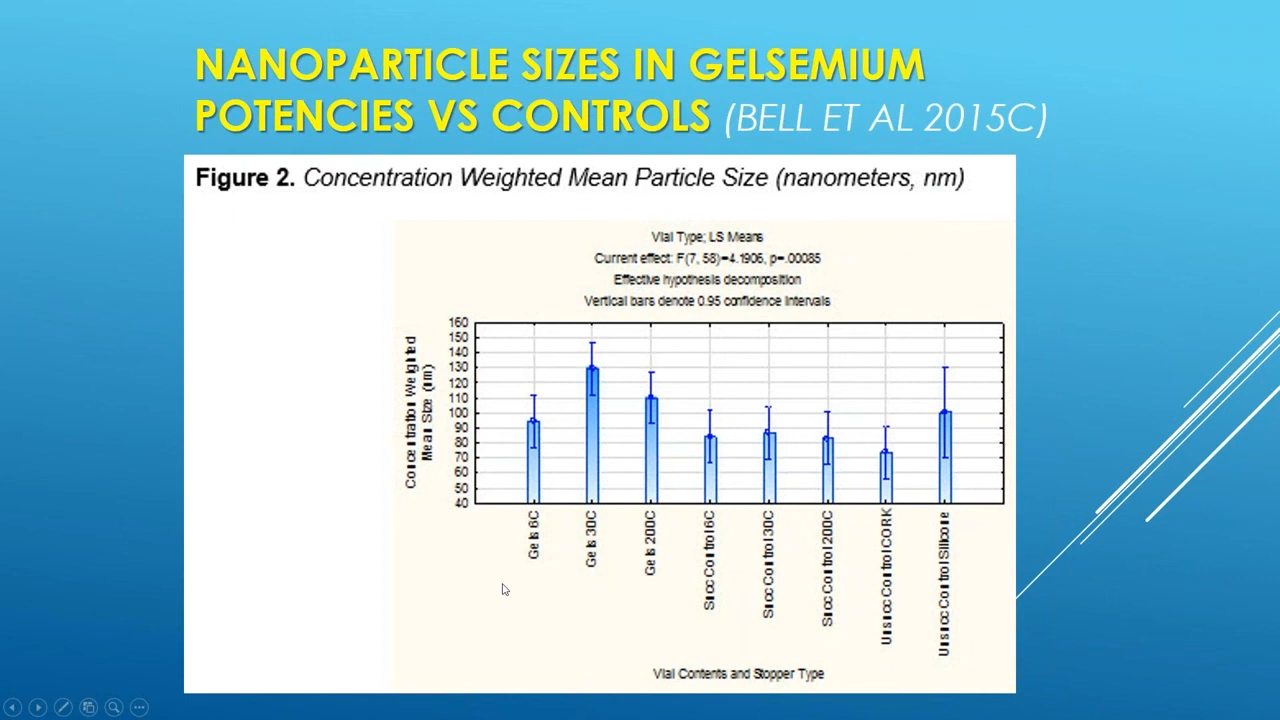 NANOPARTICLE SIZES IN GELSEMIUM
POTENCIES VS CONTROLS (BELL ET AL 2015C)
Figure 2. Concentration Weighted Mean Particle Size (nanometers, nm)
Vial Type; LS Means
Current effect: F(7, 58)=4.1906, p=.00085
Effective hypothesis decomposition
Vertical bars denote 0.95 confidence intervals
160
150
140
130
120
110
100
90
80
70
60
50
40
Concentration Weighted
Mean Size (nm)
Gels 6C
Gels 30C
Gels 200C
Succ Control 6C
Succ Control 30C
Succ Control 200C
Unsucc Control CORK
Unsucc Control Silicone
Vial Contents and Stopper Type